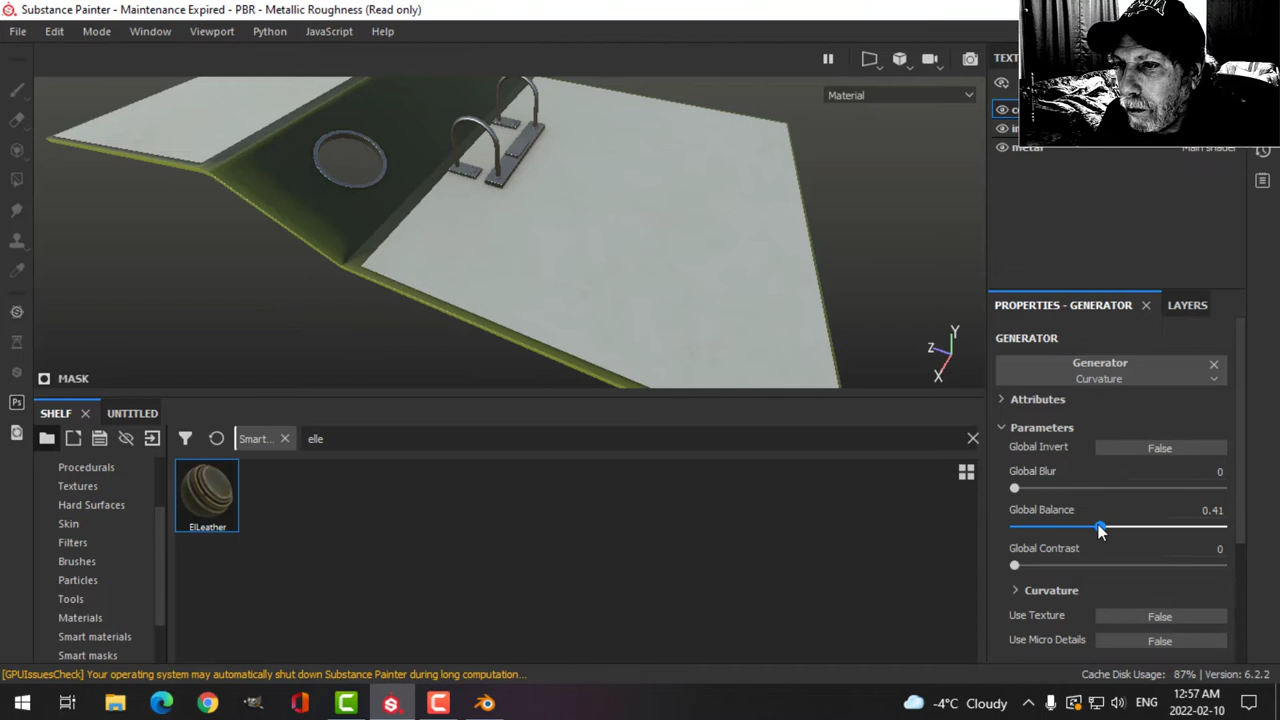 Substance Painter - Maintenance Expired - PBR - Metallic Roughness (Read only)
File Edit Mode Window Viewport Python JavaScript Help
Material
Main shader
MASK
Y
Z
X
PROPERTIES - GENERATOR
LAYERS
GENERATOR
Generator
Curvature
Attributes
Parameters
Global Invert False
Global Blur 0
Global Balance 0.41
Global Contrast 0
Curvature
Use Texture False
Use Micro Details False
SHELF UNTITLED
Smart... elle
Procedurals
Textures
Hard Surfaces
Skin
Filters
Brushes
Particles
Tools
Materials
Smart materials
Smart masks
ElLeather
Ps
[GPUIssuesCheck] Your operating system may automatically shut down Substance Painter during long computation...
Cache Disk Usage: 87% | Version: 6.2.2
-4°C Cloudy
ENG
12:57 AM
2022-02-10